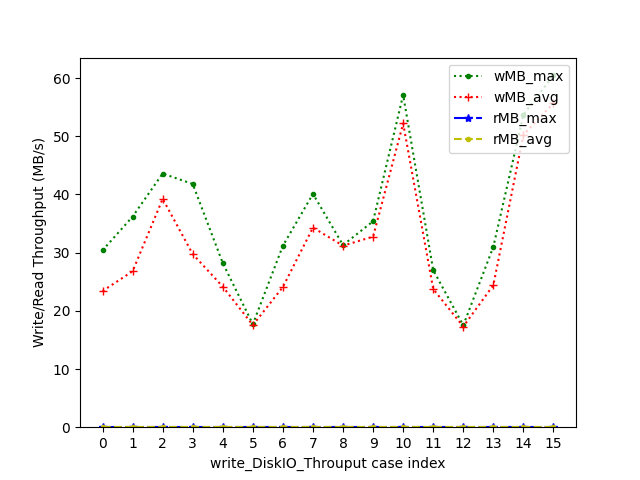 60
50
40
30
20
10
0
Write/Read Throughput (MB/s)
wMB_max
wMB_avg
rMB_max
rMB_avg
0 1 2 3 4 5 6 7 8 9 10 11 12 13 14 15
write_DiskIO_Throuput case index